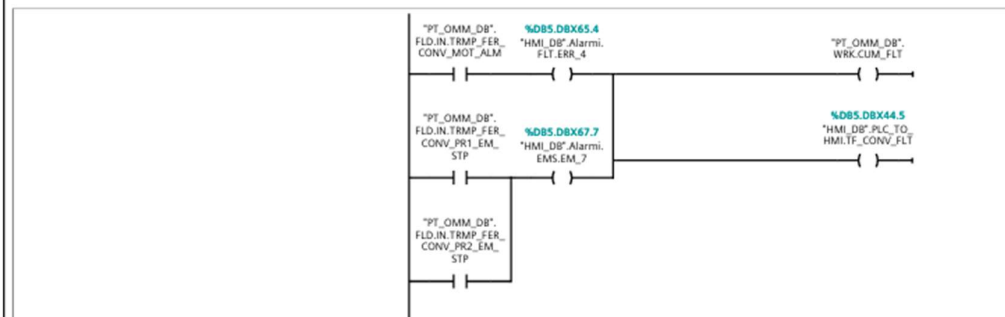 "PT_OMM_DB".
FLD.IN.TRMP_FER_
CONV_MOT_ALM
%DB5.DBX65.4
"HMI_DB".Alarmi.
FLT.ERR_4
"PT_OMM_DB".
WRK.CUM_FLT
"PT_OMM_DB".
FLD.IN.TRMP_FER_
CONV_PR1_EM_
STP
%DB5.DBX67.7
"HMI_DB".Alarmi.
EMS.EM_7
%DB5.DBX44.5
"HMI_DB".PLC_TO_
HMI.TF_CONV_FLT
"PT_OMM_DB".
FLD.IN.TRMP_FER_
CONV_PR2_EM_
STP